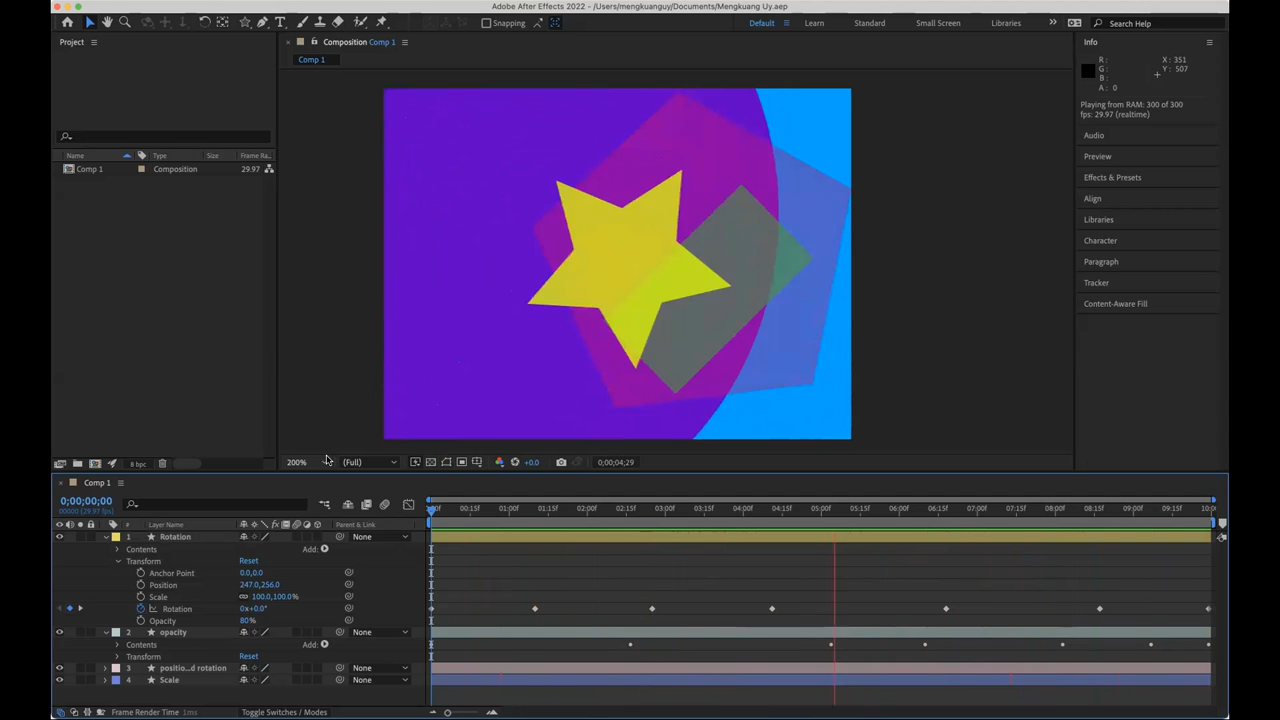 Adobe After Effects 2022 - /Users/mengkuanguy/Documents/Mengkuang Uy.aep
Snapping
Default
Learn
Standard
Small Screen
Libraries
Search Help
Project
Composition Comp 1
Comp 1
Info
R :
G :
B :
A : 0
X : 351
Y : 507
Playing from RAM: 300 of 300
fps: 29.97 (realtime)
Audio
Preview
Effects & Presets
Align
Libraries
Character
Paragraph
Tracker
Content-Aware Fill
Name
Type
Size
Frame Ra...
Comp 1
Composition
29.97
8 bpc
200%
(Full)
+0.0
0;00;04;29
Comp 1
0;00;00;00
00000 (29.97 fps)
00:15f
01:00f
01:15f
02:00f
02:15f
03:00f
03:15f
04:00f
04:15f
05:00f
05:15f
06:00f
06:15f
07:00f
07:15f
08:00f
08:15f
09:00f
09:15f
10:0
#
Layer Name
Parent & Link
1
Rotation
None
Contents
Add:
Transform
Reset
Anchor Point
0.0,0.0
Position
247.0,256.0
Scale
100.0,100.0%
Rotation
0x+0.0°
Opacity
80%
2
opacity
None
Contents
Add:
Transform
Reset
3
positio...d rotation
None
4
Scale
None
Frame Render Time 1ms
Toggle Switches / Modes